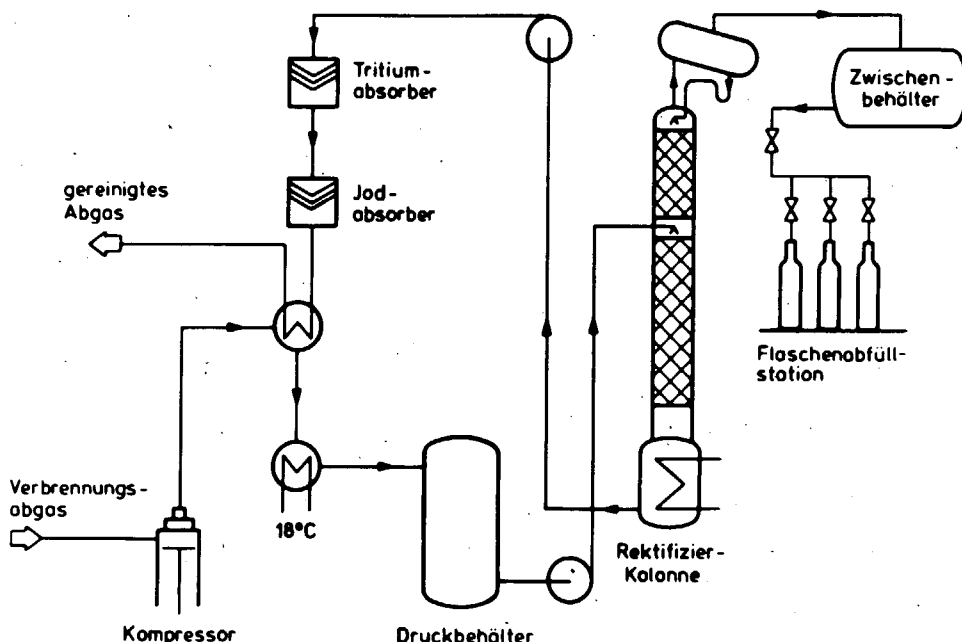 Tritium-
absorber
Zwischen-
behälter
gereinigtes
Abgas
Jod-
absorber
Flaschenabfüll-
station
Verbrennungs-
abgas
18°C
Rektifizier-
Kolonne
Kompressor
Druckbehälter